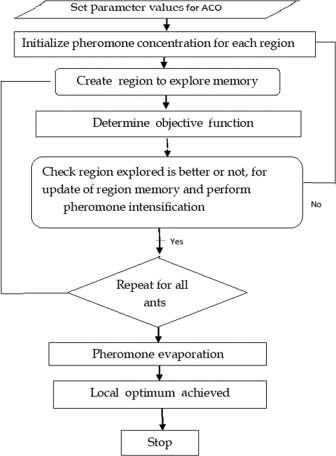 Set parameter values for ACO
Initialize pheromone concentration for each region
Create region to explore memory
Determine objective function
Check region explored is better or not, for
update of region memory and perform
pheromone intensification
No
Yes
Repeat for all
ants
Pheromone evaporation
Local optimum achieved
Stop